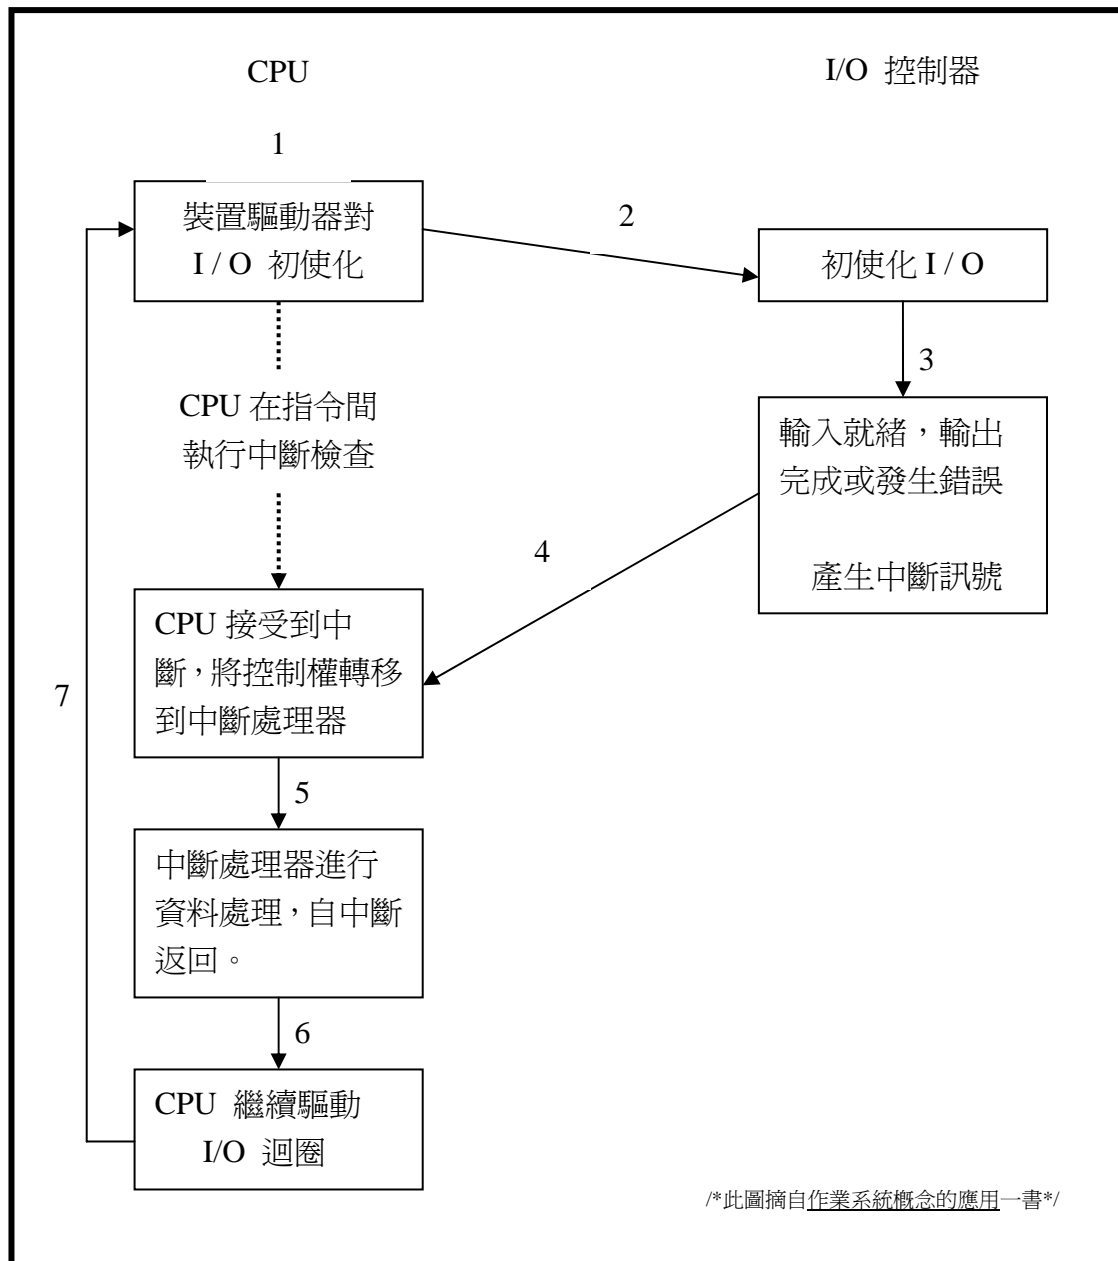 CPU
I/O 控制器
1
裝置驅動器對
I / O 初使化
2
初使化 I / O
3
CPU 在指令間
執行中斷檢查
輸入就緒，輸出
完成或發生錯誤
產生中斷訊號
4
CPU 接受到中
斷，將控制權轉移
到中斷處理器
7
5
中斷處理器進行
資料處理，自中斷
返回。
6
CPU 繼續驅動
I/O 迴圈
/*此圖摘自作業系統概念的應用一書*/